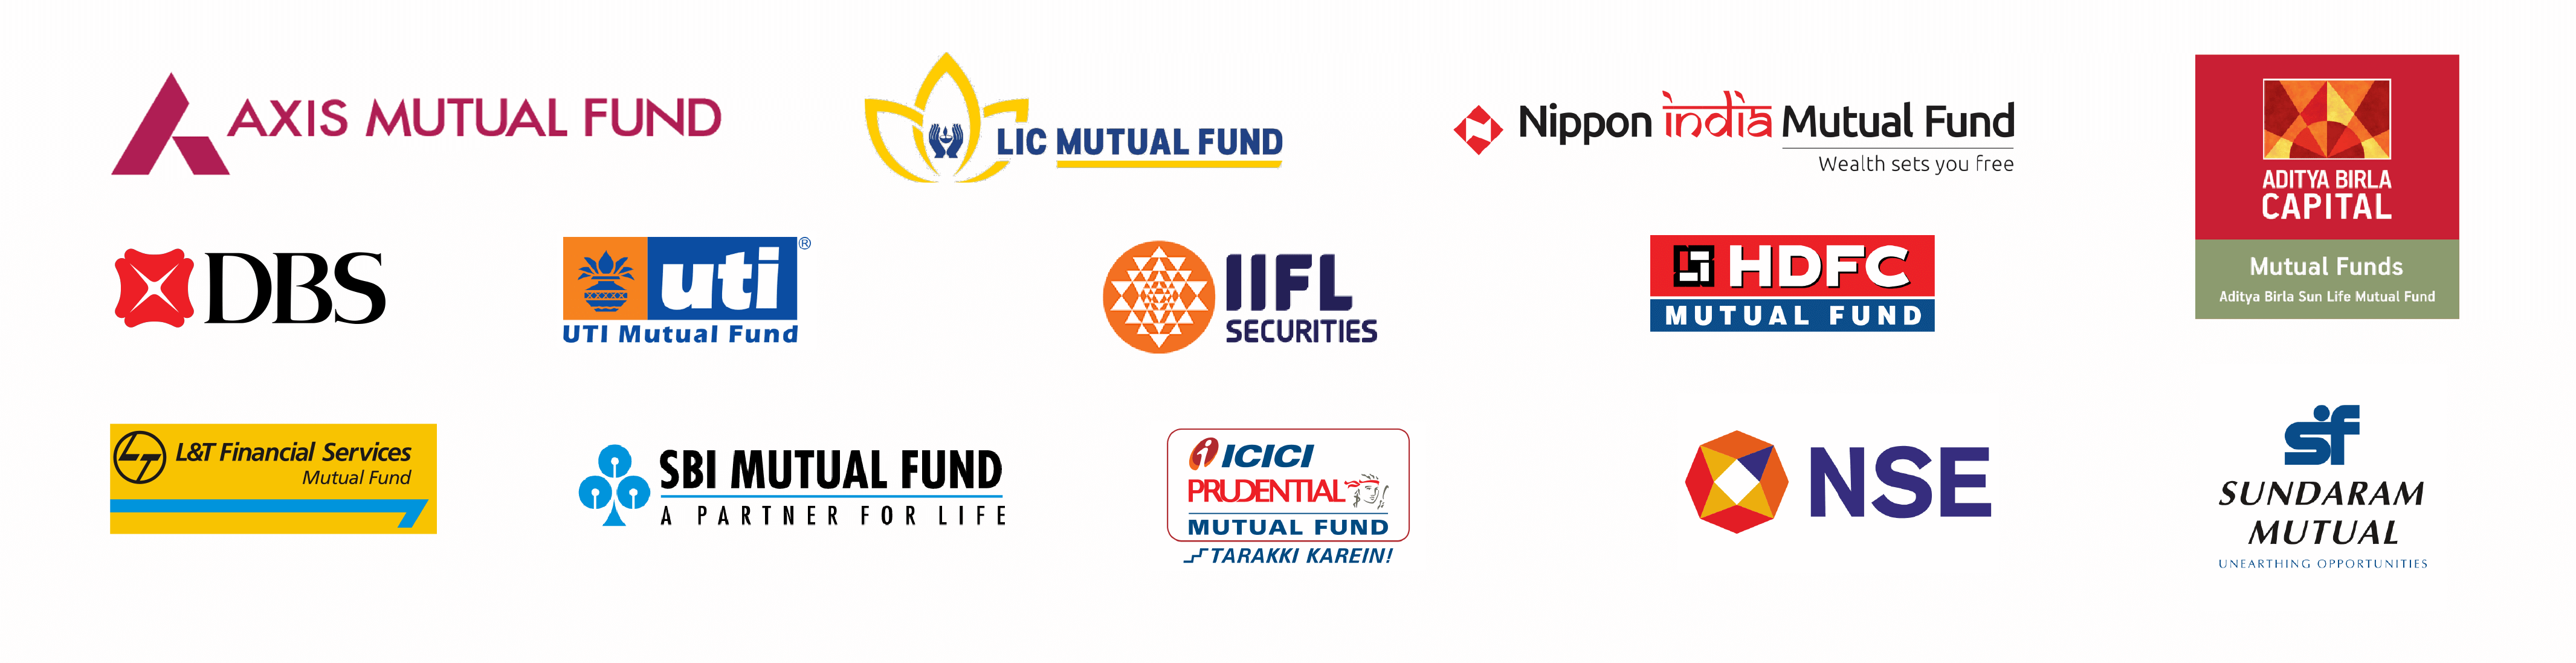 AXIS MUTUAL FUND
LIC MUTUAL FUND
Nippon india Mutual Fund
Wealth sets you free
ADITYA BIRLA
CAPITAL
Mutual Funds
Aditya Birla Sun Life Mutual Fund
DBS
uti ®
UTI Mutual Fund
IIFL
SECURITIES
HDFC
MUTUAL FUND
LT
L&T Financial Services
Mutual Fund
SBI MUTUAL FUND
A PARTNER FOR LIFE
i ICICI
PRUDENTIAL
MUTUAL FUND
TARAKKI KAREIN!
NSE
sf
SUNDARAM
MUTUAL
UNEARTHING OPPORTUNITIES